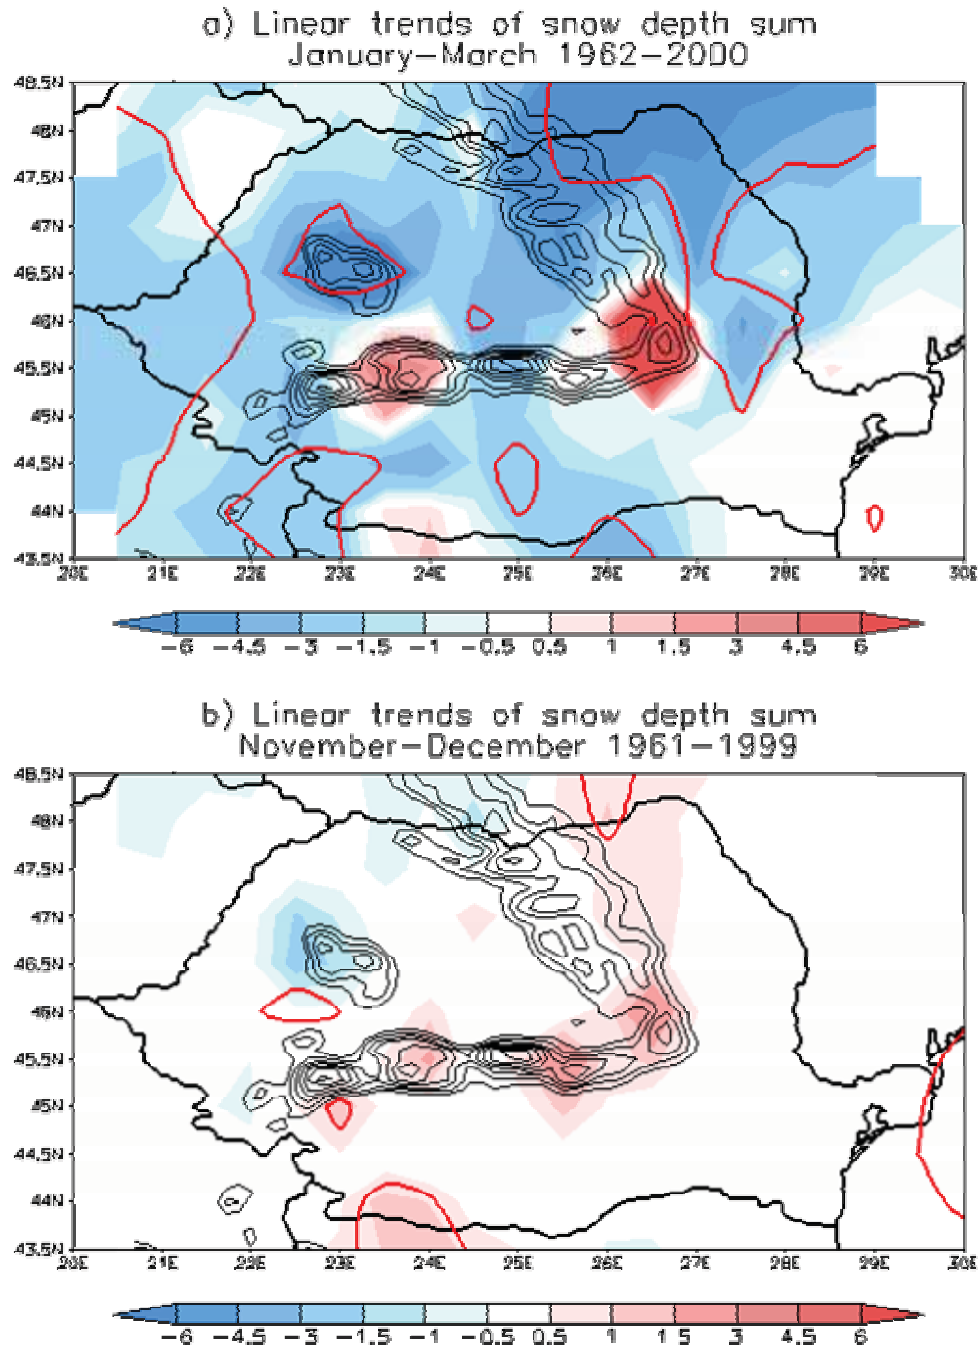 a) Linear trends of snow depth sum
January-March 1962-2000
48.5N
48N
47.5N
47N
46.5N
46N
45.5N
45N
44.5N
44N
43.5N
20E 21E 22E 23E 24E 25E 26E 27E 28E 29E 30E
-6 -4.5 -3 -1.5 -1 -0.5 0.5 1 1.5 3 4.5 6
b) Linear trends of snow depth sum
November-December 1961-1999
48.5N
48N
47.5N
47N
46.5N
46N
45.5N
45N
44.5N
44N
43.5N
20E 21E 22E 23E 24E 25E 26E 27E 28E 29E 30E
-6 -4.5 -3 -1.5 -1 -0.5 0.5 1 1.5 3 4.5 6